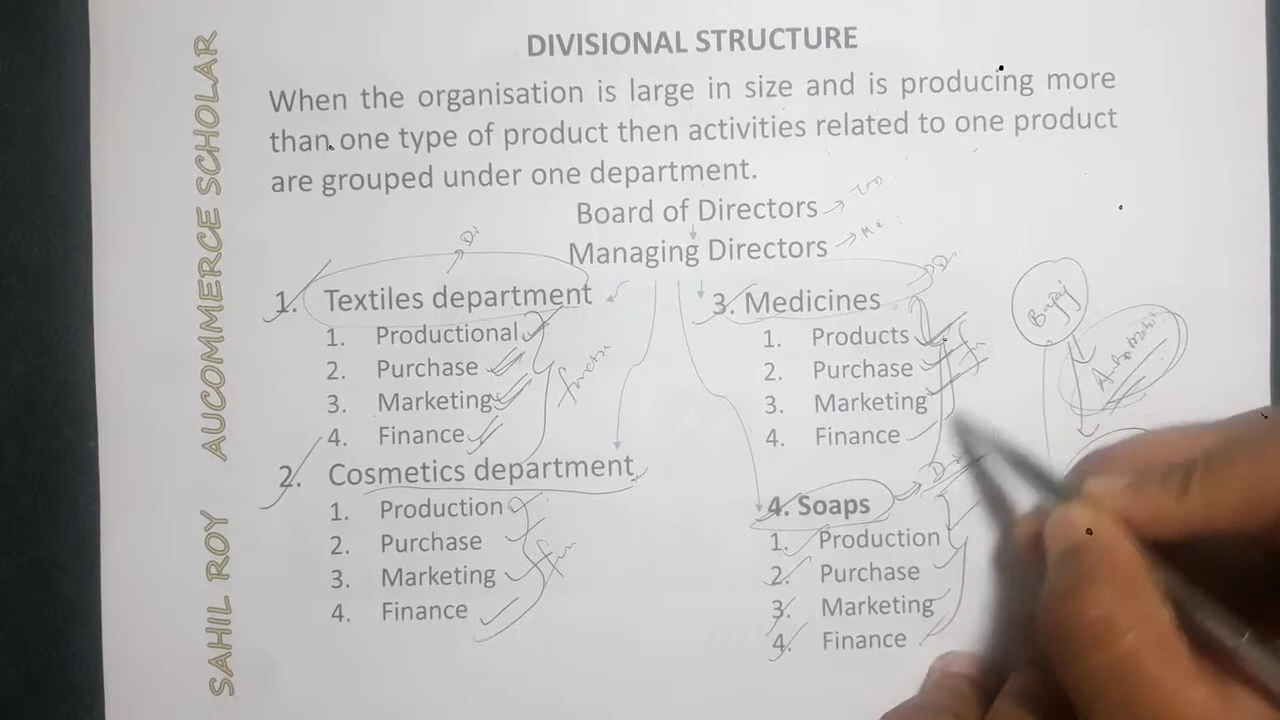 SAHIL ROY AUCOMMERCE SCHOLAR
DIVISIONAL STRUCTURE
When the organisation is large in size and is producing more
than one type of product then activities related to one product
are grouped under one department.
Board of Directors
Managing Directors
1. Textiles department
1. Productional
2. Purchase
3. Marketing
4. Finance
2. Cosmetics department
1. Production
2. Purchase
3. Marketing
4. Finance
3. Medicines
1. Products
2. Purchase
3. Marketing
4. Finance
4. Soaps
1. Production
2. Purchase
3. Marketing
4. Finance
Bajaj